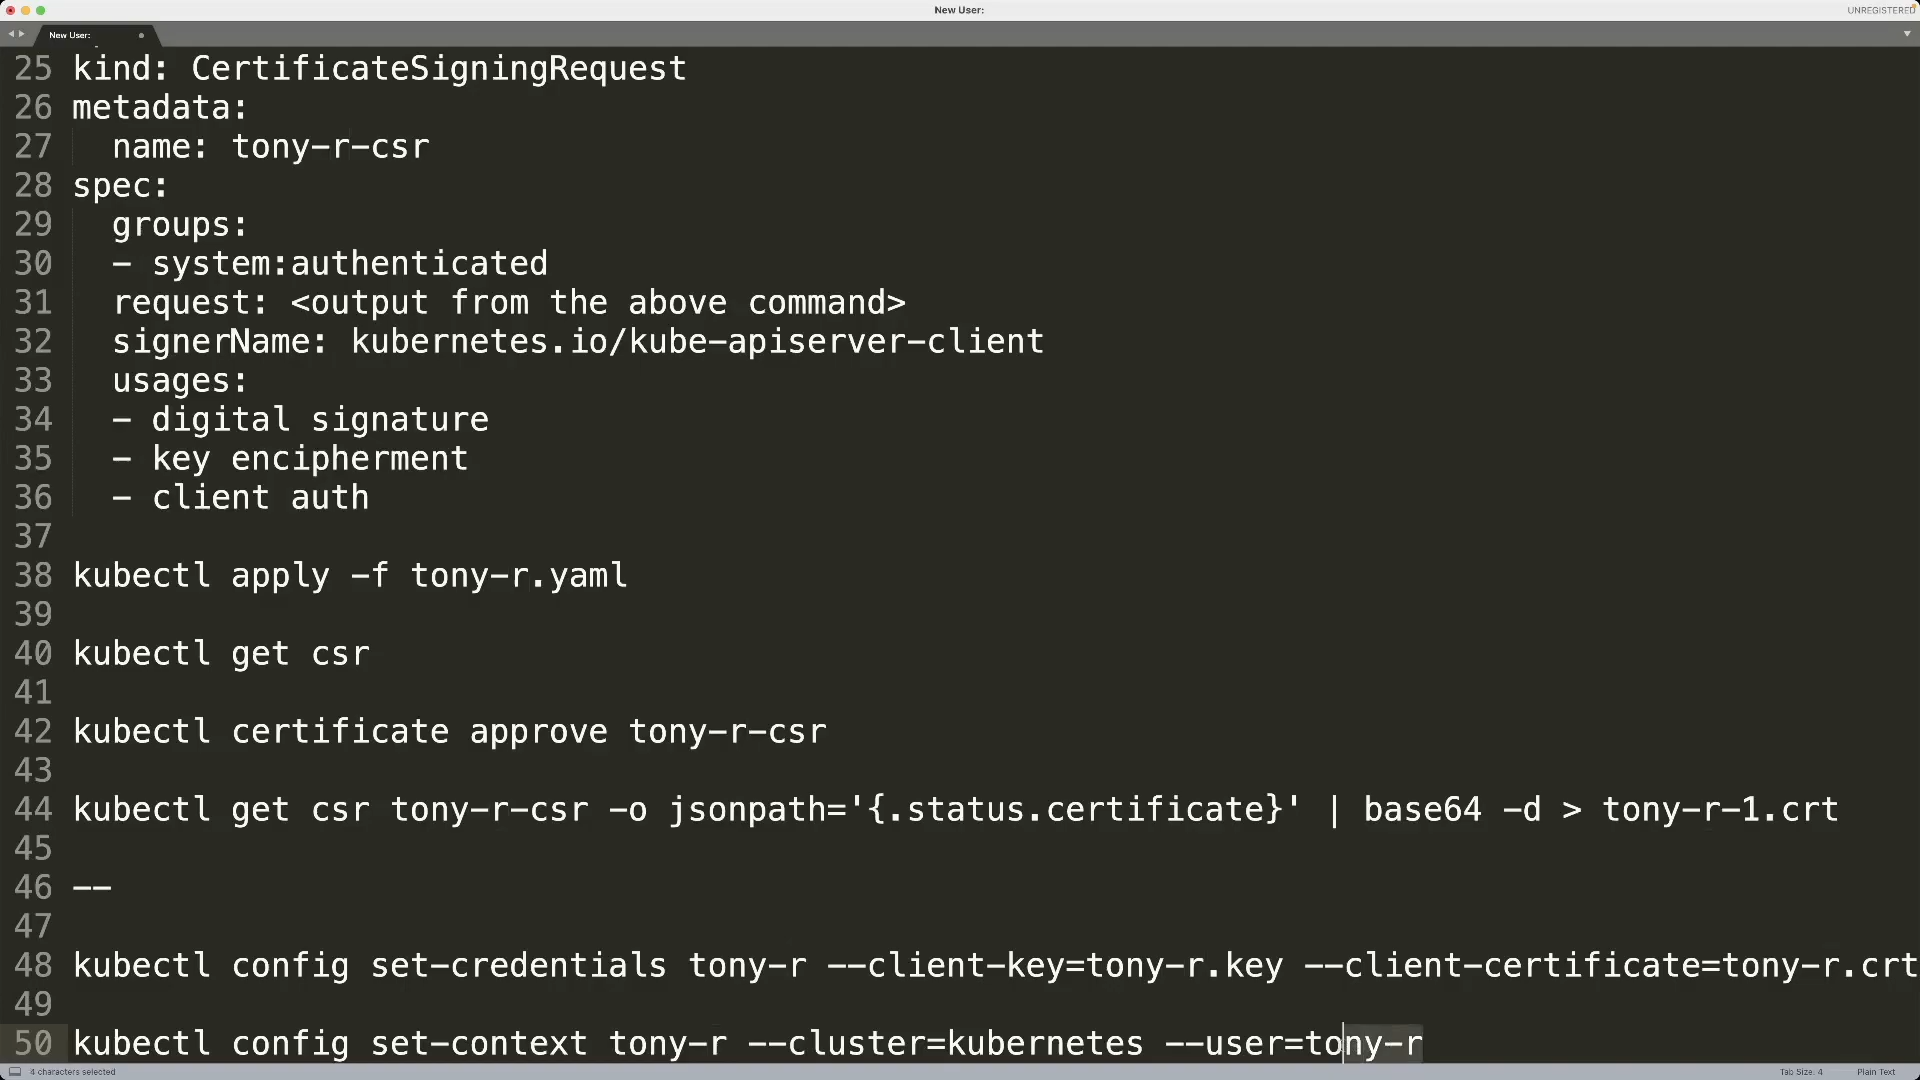 New User:
UNREGISTERED
New User:
25 kind: CertificateSigningRequest
26 metadata:
27   name: tony-r-csr
28 spec:
29   groups:
30   - system:authenticated
31   request: <output from the above command>
32   signerName: kubernetes.io/kube-apiserver-client
33   usages:
34   - digital signature
35   - key encipherment
36   - client auth
37
38 kubectl apply -f tony-r.yaml
39
40 kubectl get csr
41
42 kubectl certificate approve tony-r-csr
43
44 kubectl get csr tony-r-csr -o jsonpath='{.status.certificate}' | base64 -d > tony-r-1.crt
45
46 --
47
48 kubectl config set-credentials tony-r --client-key=tony-r.key --client-certificate=tony-r.crt
49
50 kubectl config set-context tony-r --cluster=kubernetes --user=tony-r
4 characters selected
Tab Size: 4
Plain Text